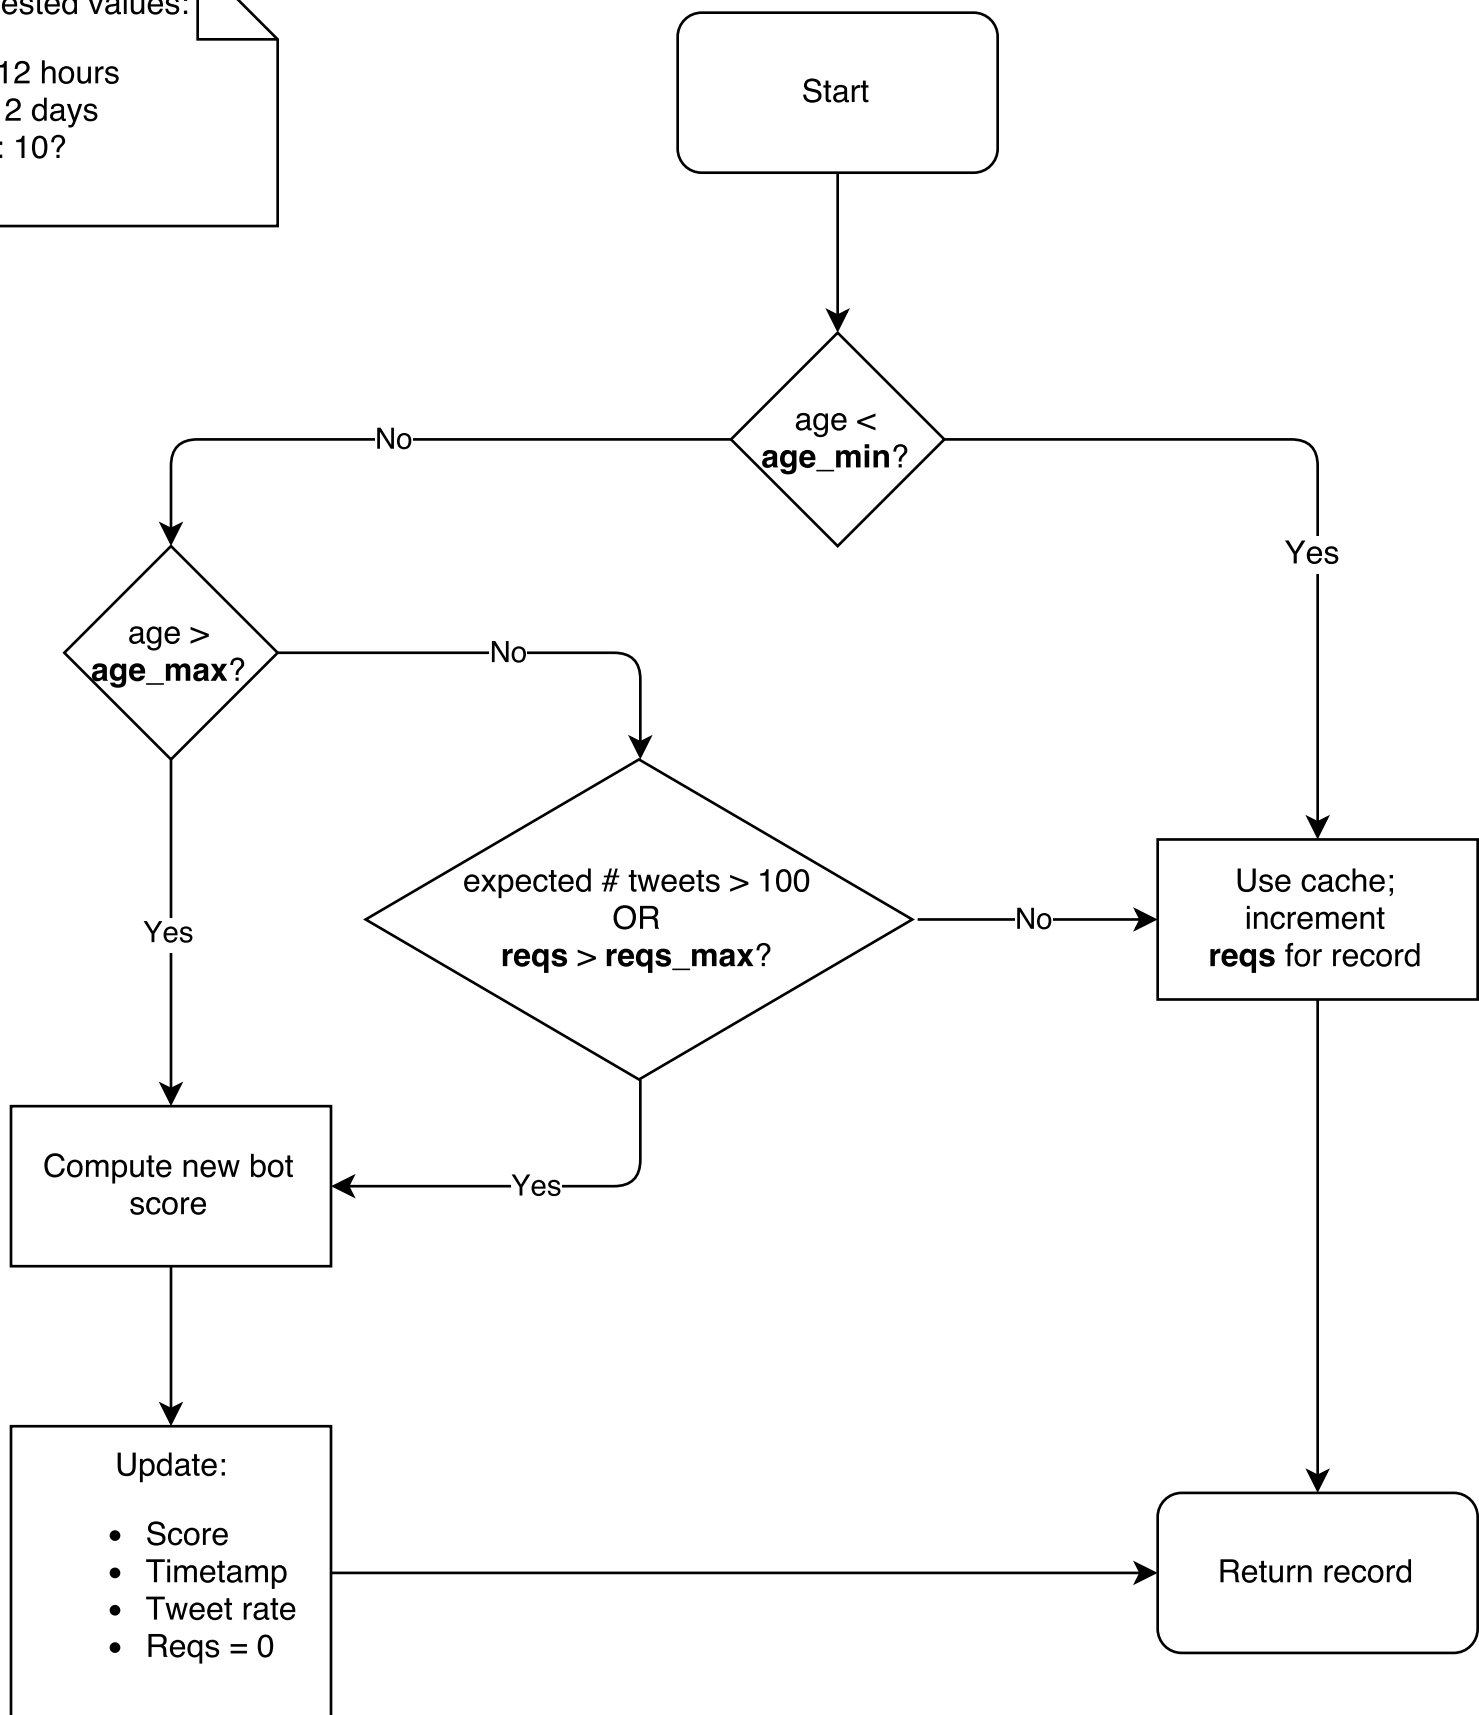 values:
12 hours
2 days
: 10?
Start
age <
age_min?
No
Yes
age >
age_max?
No
Yes
expected # tweets > 100
OR
reqs > reqs_max?
No
Use cache;
increment
reqs for record
Compute new bot
score
Yes
Update:
• Score
• Timetamp
• Tweet rate
• Reqs = 0
Return record